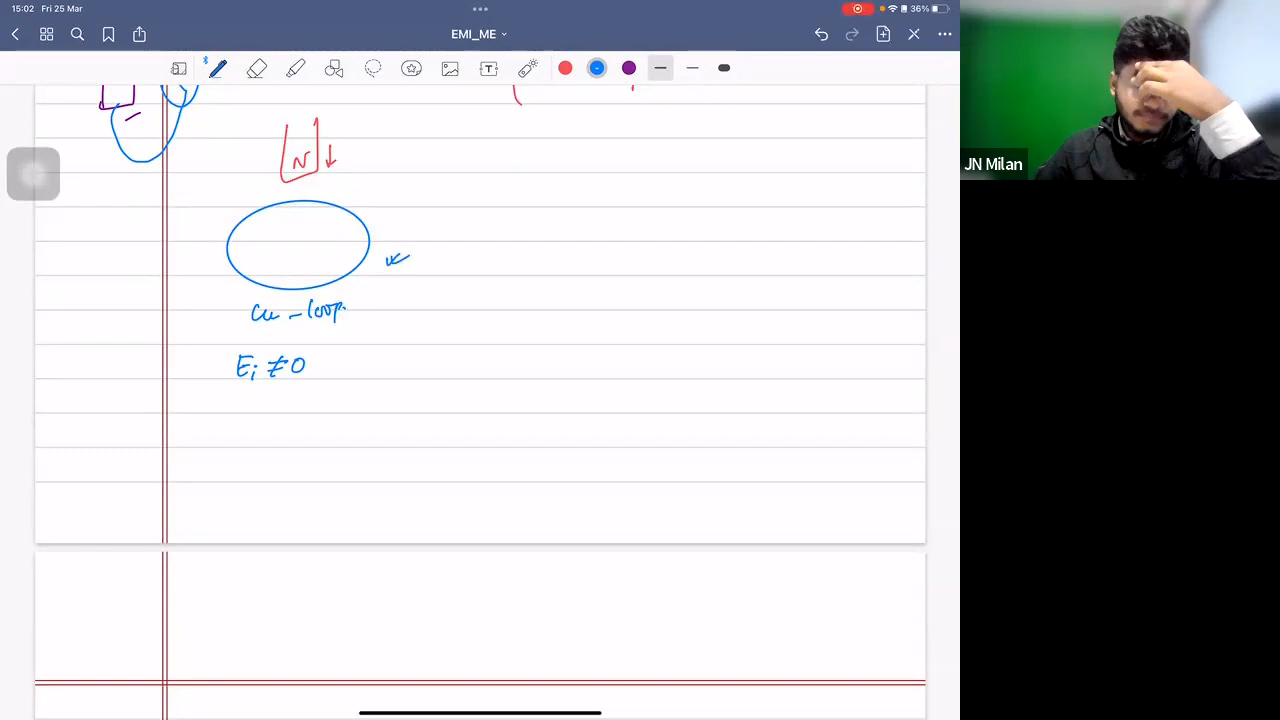 15:02 Fri 25 Mar
36%
EMI_ME
T
N
JN Milan
Cu - loop.
Ei ≠ 0